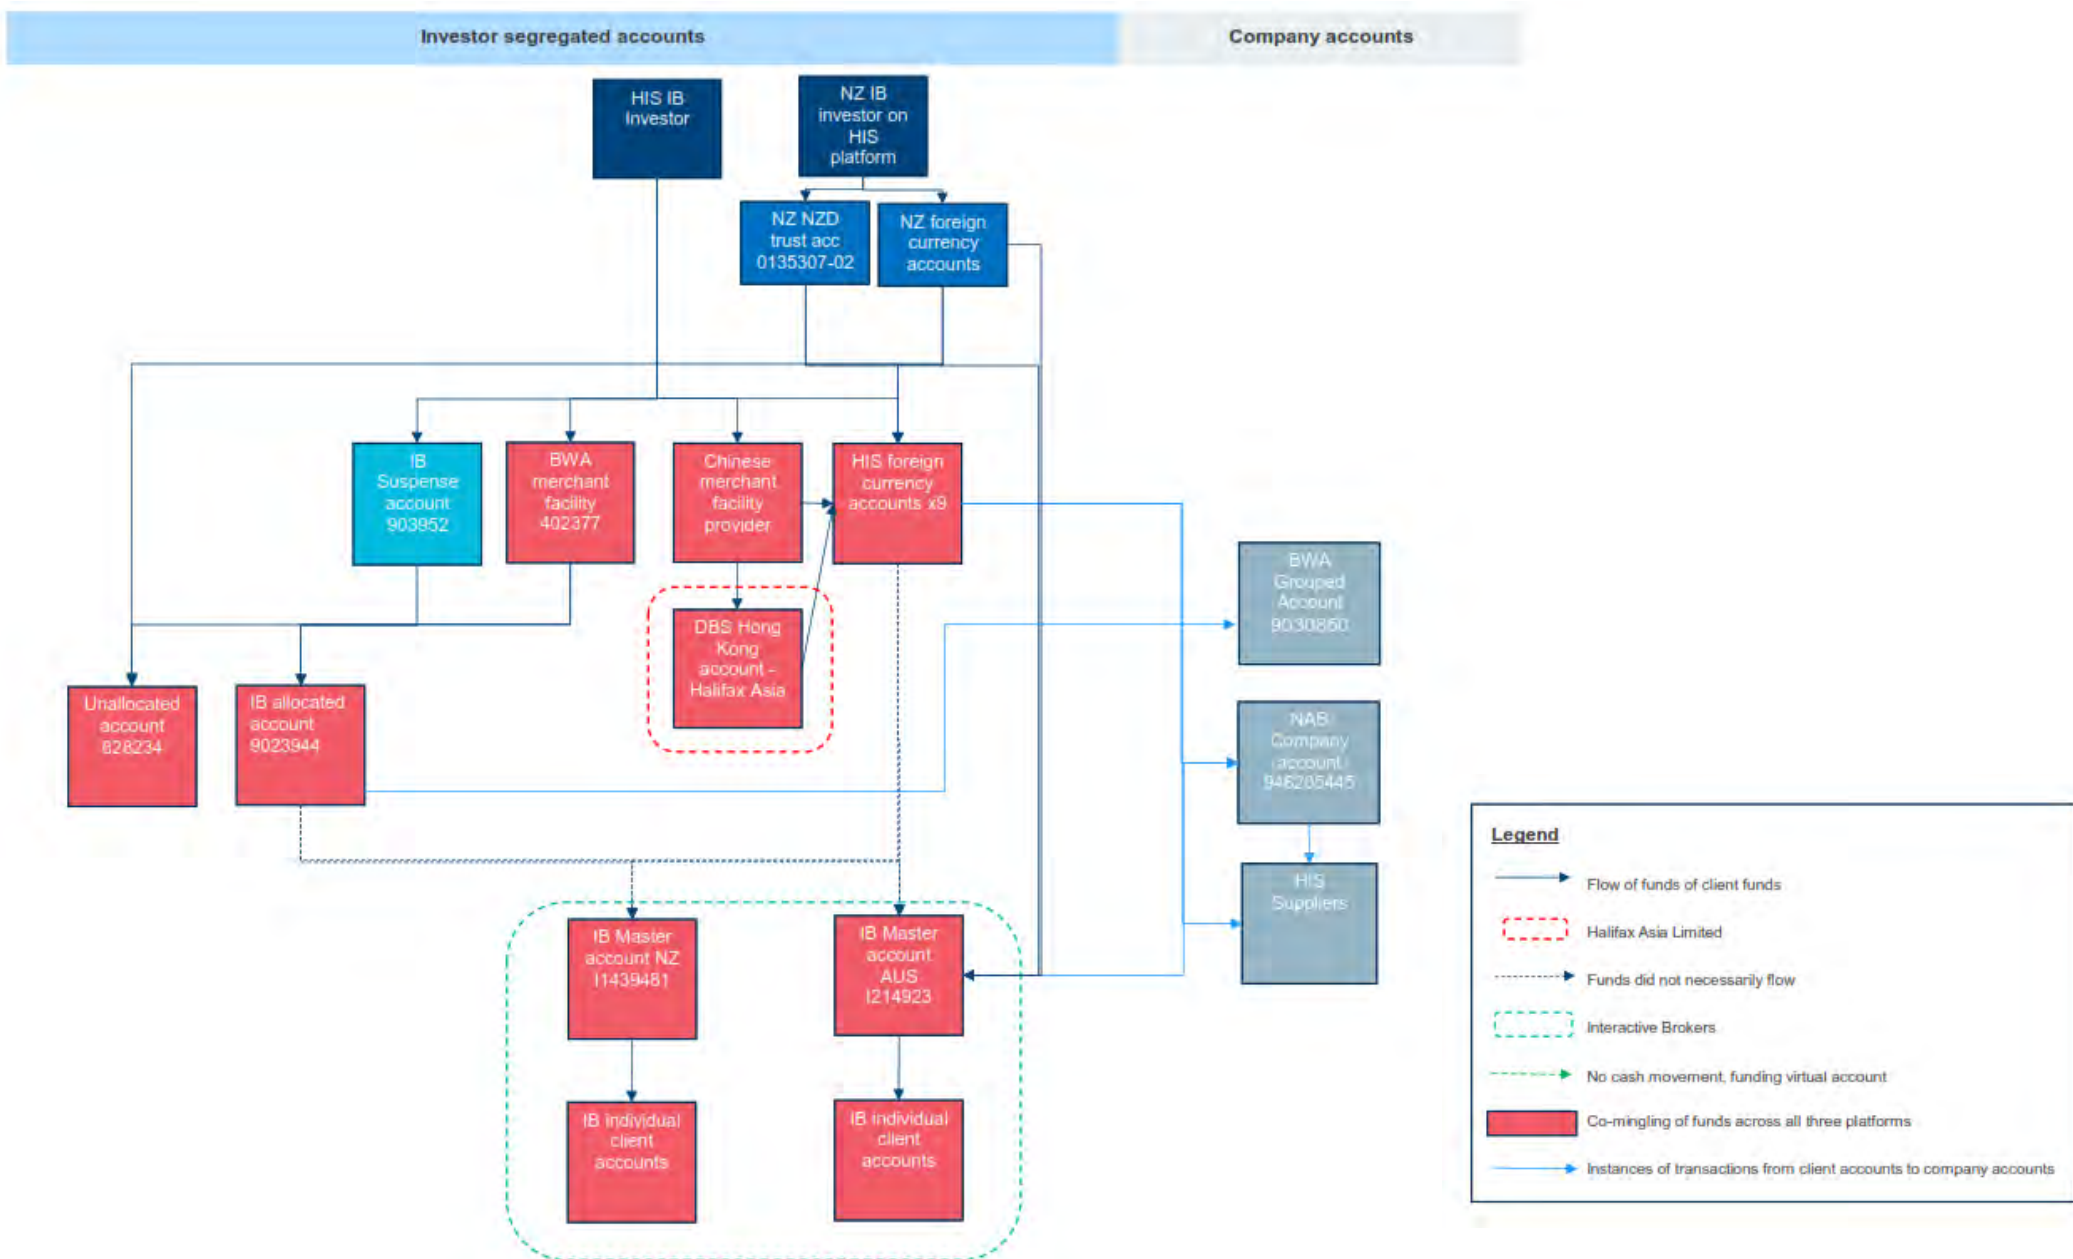 Investor segregated accounts
Company accounts
HIS IB
Investor
NZ IB
investor on
HIS
platform
NZ NZD
trust acc
0135307-02
NZ foreign
currency
accounts
IB
Suspense
account
903952
BWA
merchant
facility
402377
Chinese
merchant
facility
provider
HIS foreign
currency
accounts x9
BWA
Grouped
Account
9030850
DBS Hong
Kong
account -
Halifax Asia
Unallocated
account
828234
IB allocated
account
9023944
NAB
Company
account
946205445
HIS
Suppliers
IB Master
account NZ
I1439481
IB Master
account
AUS
I214923
IB individual
client
accounts
IB individual
client
accounts
Legend
Flow of funds of client funds
Halifax Asia Limited
Funds did not necessarily flow
Interactive Brokers
No cash movement, funding virtual account
Co-mingling of funds across all three platforms
Instances of transactions from client accounts to company accounts